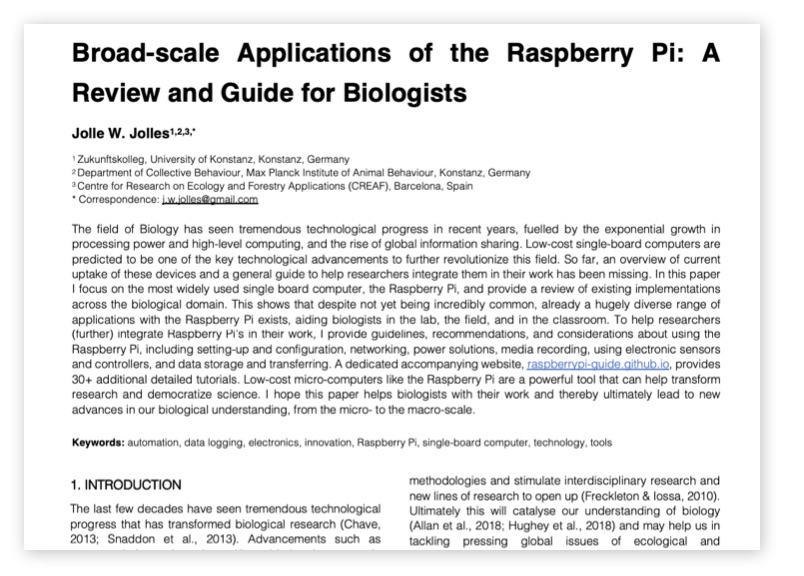 Broad-scale Applications of the Raspberry Pi: A
Review and Guide for Biologists
Jolle W. Jolles1,2,3,*
1 Zukunftskolleg, University of Konstanz, Konstanz, Germany
2 Department of Collective Behaviour, Max Planck Institute of Animal Behaviour, Konstanz, Germany
3 Centre for Research on Ecology and Forestry Applications (CREAF), Barcelona, Spain
* Correspondence: j.w.jolles@gmail.com
The field of Biology has seen tremendous technological progress in recent years, fuelled by the exponential growth in
processing power and high-level computing, and the rise of global information sharing. Low-cost single-board computers are
predicted to be one of the key technological advancements to further revolutionize this field. So far, an overview of current
uptake of these devices and a general guide to help researchers integrate them in their work has been missing. In this paper
I focus on the most widely used single board computer, the Raspberry Pi, and provide a review of existing implementations
across the biological domain. This shows that despite not yet being incredibly common, already a hugely diverse range of
applications with the Raspberry Pi exists, aiding biologists in the lab, the field, and in the classroom. To help researchers
(further) integrate Raspberry Pi's in their work, I provide guidelines, recommendations, and considerations about using the
Raspberry Pi, including setting-up and configuration, networking, power solutions, media recording, using electronic sensors
and controllers, and data storage and transferring. A dedicated accompanying website, raspberrypi-guide.github.io, provides
30+ additional detailed tutorials. Low-cost micro-computers like the Raspberry Pi are a powerful tool that can help transform
research and democratize science. I hope this paper helps biologists with their work and thereby ultimately lead to new
advances in our biological understanding, from the micro- to the macro-scale.
Keywords: automation, data logging, electronics, innovation, Raspberry Pi, single-board computer, technology, tools
1. INTRODUCTION
The last few decades have seen tremendous technological
progress that has transformed biological research (Chave,
2013; Snaddon et al., 2013). Advancements such as
methodologies and stimulate interdisciplinary research and
new lines of research to open up (Freckleton & Iossa, 2010).
Ultimately this will catalyse our understanding of biology
(Allan et al., 2018; Hughey et al., 2018) and may help us in
tackling pressing global issues of ecological and